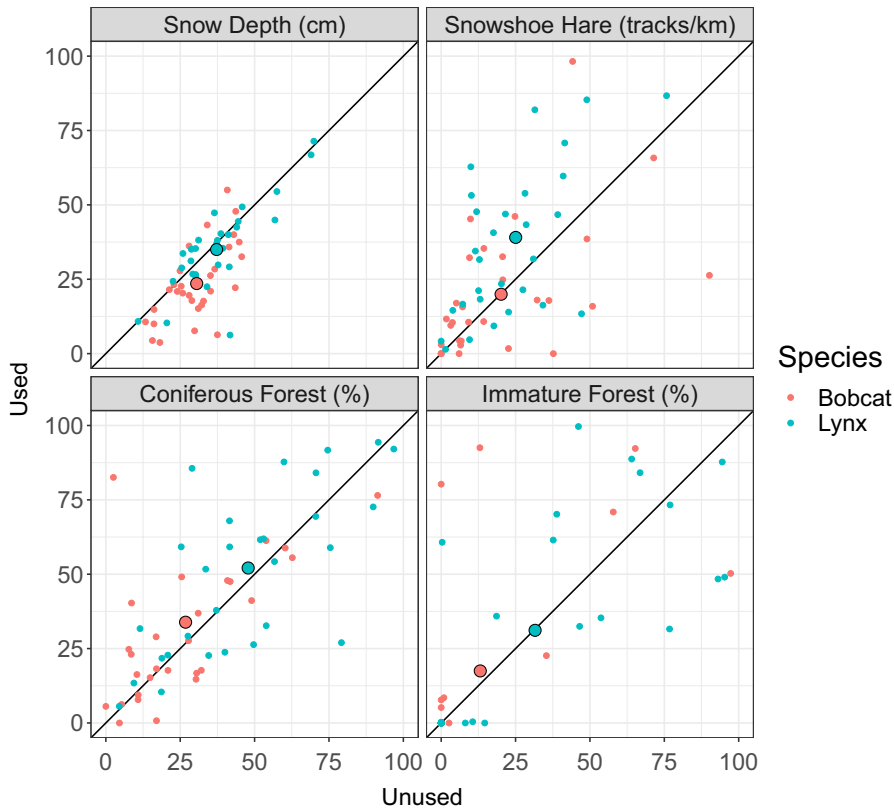 Snow Depth (cm)
Snowshoe Hare (tracks/km)
100
75
50
25
0
Coniferous Forest (%)
Immature Forest (%)
100
75
50
25
0
0 25 50 75 100
0 25 50 75 100
Used
Unused
Species
Bobcat
Lynx